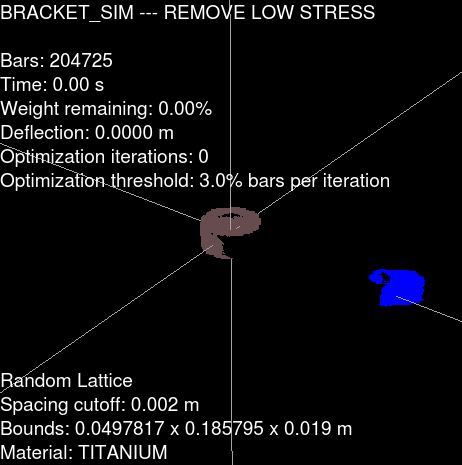 BRACKET_SIM --- REMOVE LOW STRESS
Bars: 204725
Time: 0.00 s
Weight remaining: 0.00%
Deflection: 0.0000 m
Optimization iterations: 0
Optimization threshold: 3.0% bars per iteration
Random Lattice
Spacing cutoff: 0.002 m
Bounds: 0.0497817 x 0.185795 x 0.019 m
Material: TITANIUM